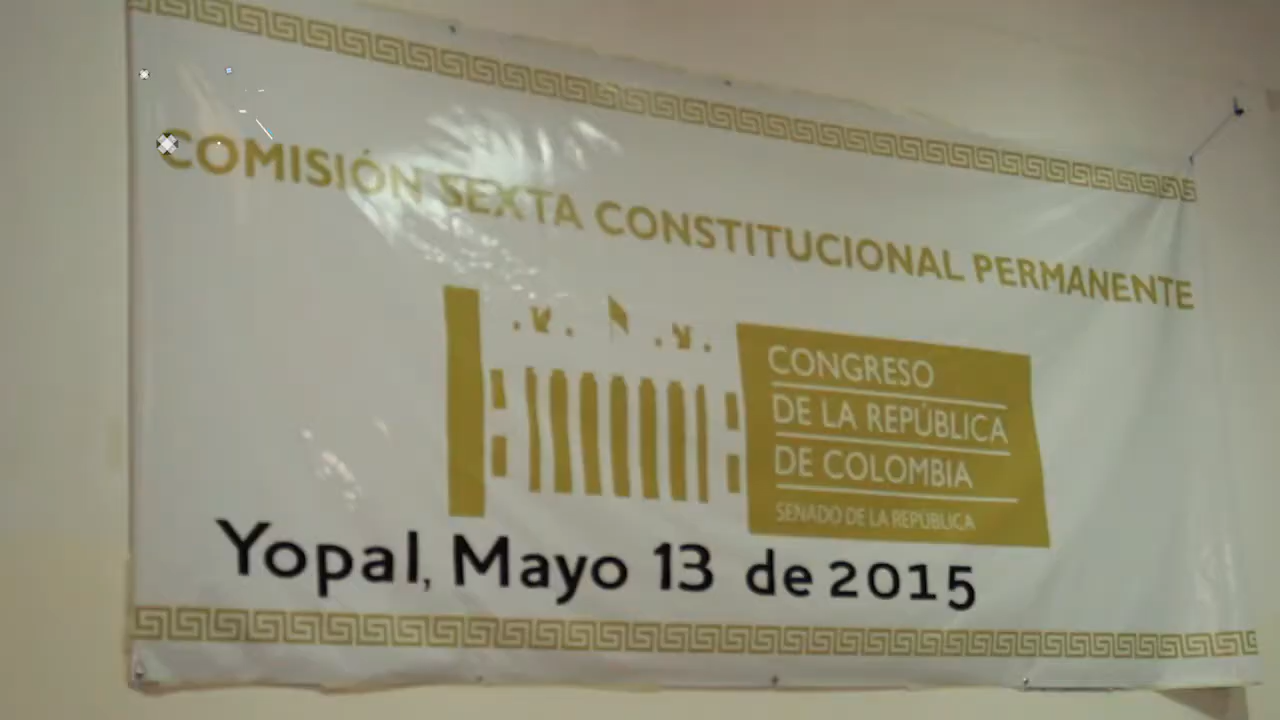 COMISIÓN SEXTA CONSTITUCIONAL PERMANENTE
CONGRESO
DE LA REPÚBLICA
DE COLOMBIA
SENADO DE LA REPÚBLICA
Yopal, Mayo 13 de 2015